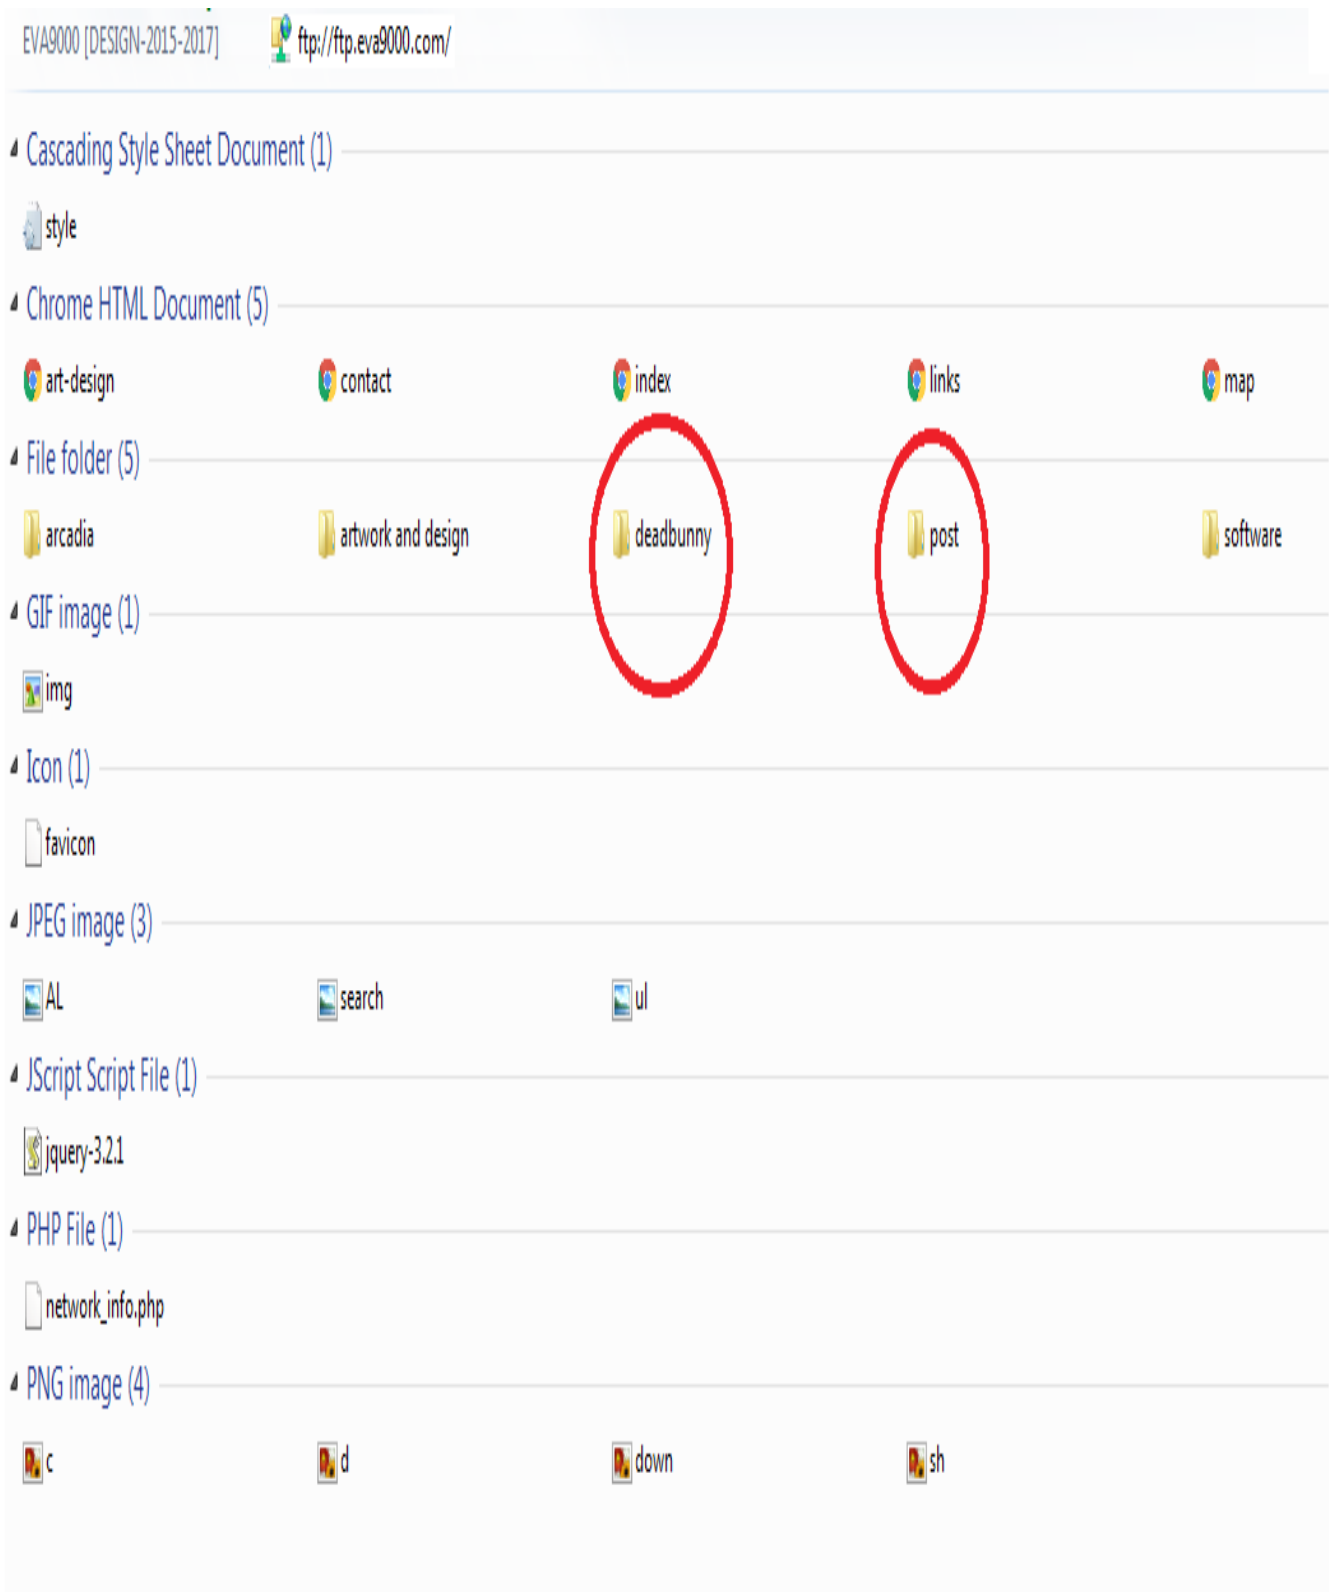 EVA9000 [DESIGN-2015-2017] ftp://ftp.eva9000.com/
Cascading Style Sheet Document (1)
style
Chrome HTML Document (5)
art-design contact index links map
File folder (5)
arcadia artwork and design deadbunny post software
GIF image (1)
img
Icon (1)
favicon
JPEG image (3)
AL search ul
JScript Script File (1)
jquery-3.2.1
PHP File (1)
network_info.php
PNG image (4)
c d down sh